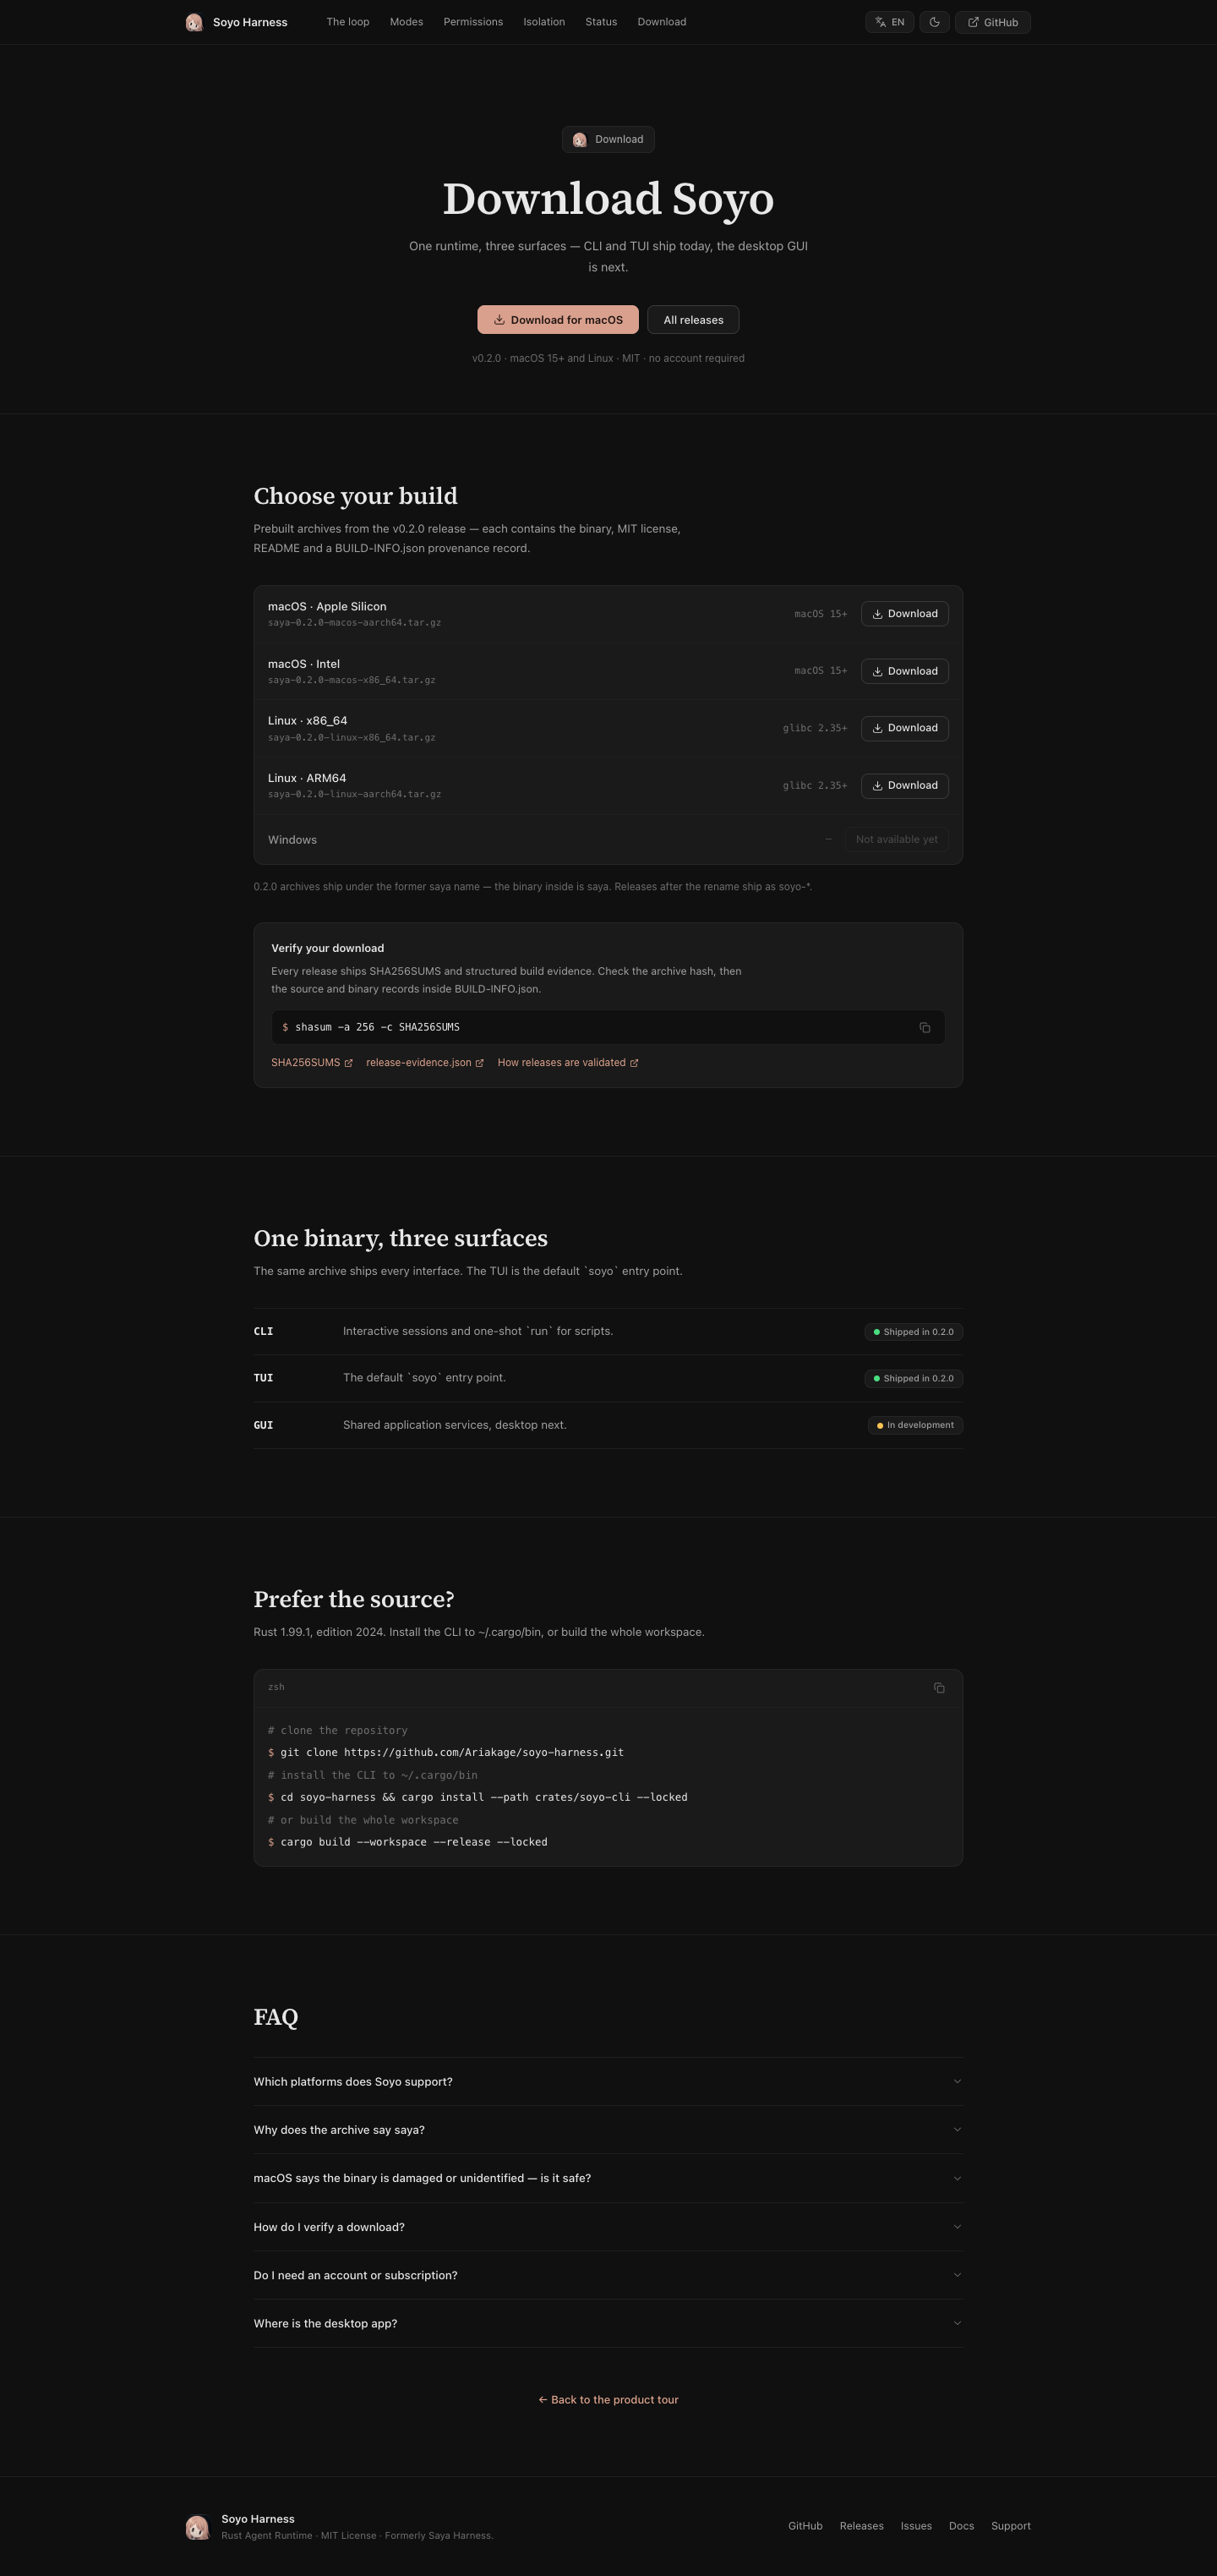 Soyo Harness
The loop
Modes
Permissions
Isolation
Status
Download
EN
GitHub
Download
Download Soyo
One runtime, three surfaces — CLI and TUI ship today, the desktop GUI
is next.
Download for macOS
All releases
v0.2.0 · macOS 15+ and Linux · MIT · no account required
Choose your build
Prebuilt archives from the v0.2.0 release — each contains the binary, MIT license,
README and a BUILD-INFO.json provenance record.
macOS · Apple Silicon
saya-0.2.0-macos-aarch64.tar.gz
macOS 15+
Download
macOS · Intel
saya-0.2.0-macos-x86_64.tar.gz
macOS 15+
Download
Linux · x86_64
saya-0.2.0-linux-x86_64.tar.gz
glibc 2.35+
Download
Linux · ARM64
saya-0.2.0-linux-aarch64.tar.gz
glibc 2.35+
Download
Windows
—
Not available yet
0.2.0 archives ship under the former saya name — the binary inside is saya. Releases after the rename ship as soyo-*.
Verify your download
Every release ships SHA256SUMS and structured build evidence. Check the archive hash, then
the source and binary records inside BUILD-INFO.json.
$ shasum -a 256 -c SHA256SUMS
SHA256SUMS
release-evidence.json
How releases are validated
One binary, three surfaces
The same archive ships every interface. The TUI is the default `soyo` entry point.
CLI
Interactive sessions and one-shot `run` for scripts.
Shipped in 0.2.0
TUI
The default `soyo` entry point.
Shipped in 0.2.0
GUI
Shared application services, desktop next.
In development
Prefer the source?
Rust 1.99.1, edition 2024. Install the CLI to ~/.cargo/bin, or build the whole workspace.
zsh
# clone the repository
$ git clone https://github.com/Ariakage/soyo-harness.git
# install the CLI to ~/.cargo/bin
$ cd soyo-harness && cargo install --path crates/soyo-cli --locked
# or build the whole workspace
$ cargo build --workspace --release --locked
FAQ
Which platforms does Soyo support?
Why does the archive say saya?
macOS says the binary is damaged or unidentified — is it safe?
How do I verify a download?
Do I need an account or subscription?
Where is the desktop app?
← Back to the product tour
Soyo Harness
Rust Agent Runtime · MIT License · Formerly Saya Harness.
GitHub
Releases
Issues
Docs
Support